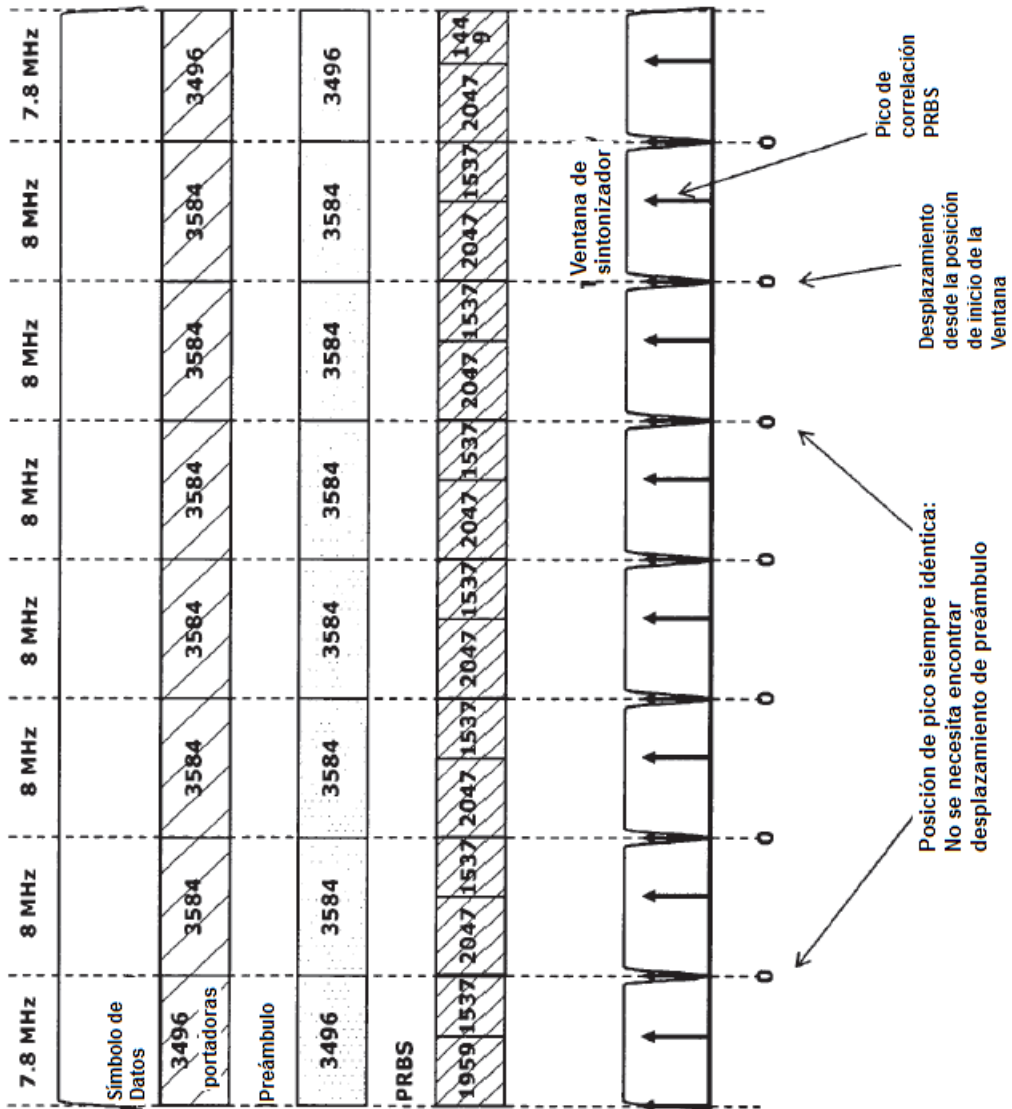 7.8 MHz 8 MHz 8 MHz 8 MHz 8 MHz 8 MHz 8 MHz 7.8 MHz
Símbolo de
Datos
3496 3584 3584 3584 3584 3584 3584 3496
portadoras
Preámbulo
3496 3584 3584 3584 3584 3584 3584 3496
PRBS
1959 1537 2047 1537 2047 1537 2047 1537 2047 1537 2047 1537 2047 1537 2047 144
9
Ventana de
sintonizador
0 0 0 0 0 0 0
Pico de
correlación
PRBS
Desplazamiento
desde la posición
de inicio de la
Ventana
Posición de pico siempre idéntica:
No se necesita encontrar
desplazamiento de preámbulo